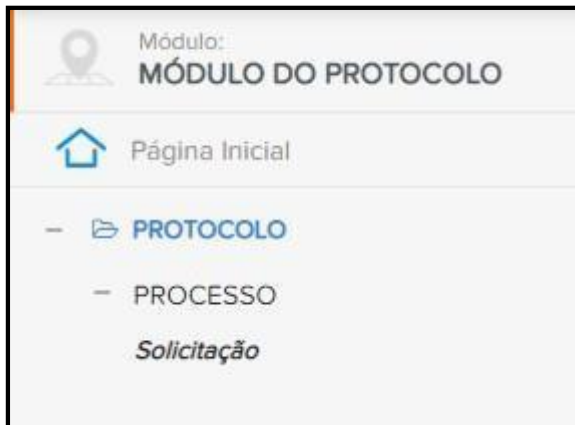 Módulo:
MÓDULO DO PROTOCOLO
Página Inicial
PROTOCOLO
PROCESSO
Solicitação